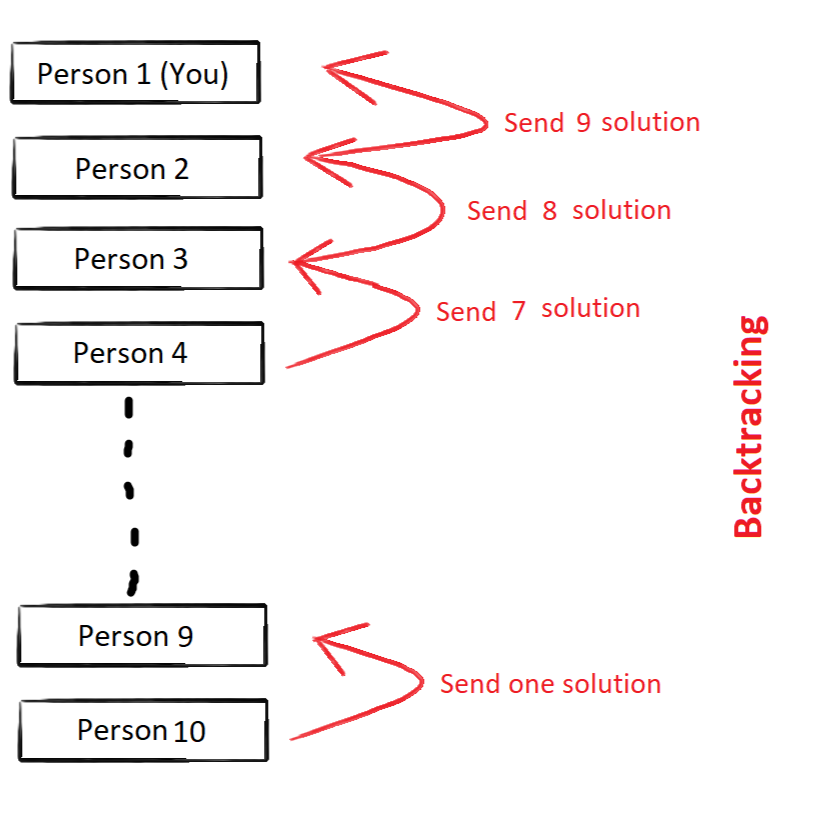 Person 1 (You)
Send 9 solution
Person 2
Send 8 solution
Person 3
Send 7 solution
Person 4
Backtracking
Person 9
Send one solution
Person 10